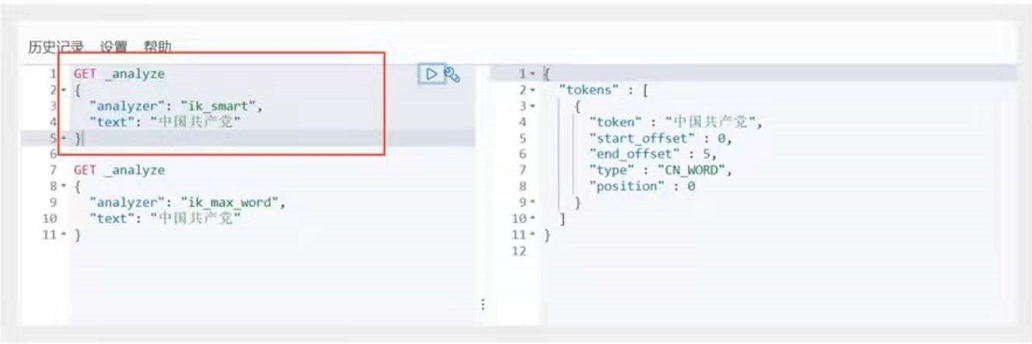 历史记录 设置 帮助
1 GET _analyze
2 {
3 "analyzer": "ik_smart",
4 "text": "中国共产党"
5 }
6
7 GET _analyze
8 {
9 "analyzer": "ik_max_word",
10 "text": "中国共产党"
11 }
1 {
2 "tokens" : [
3 {
4 "token" : "中国共产党",
5 "start_offset" : 0,
6 "end_offset" : 5,
7 "type" : "CN_WORD",
8 "position" : 0
9 }
10 ]
11 }
12